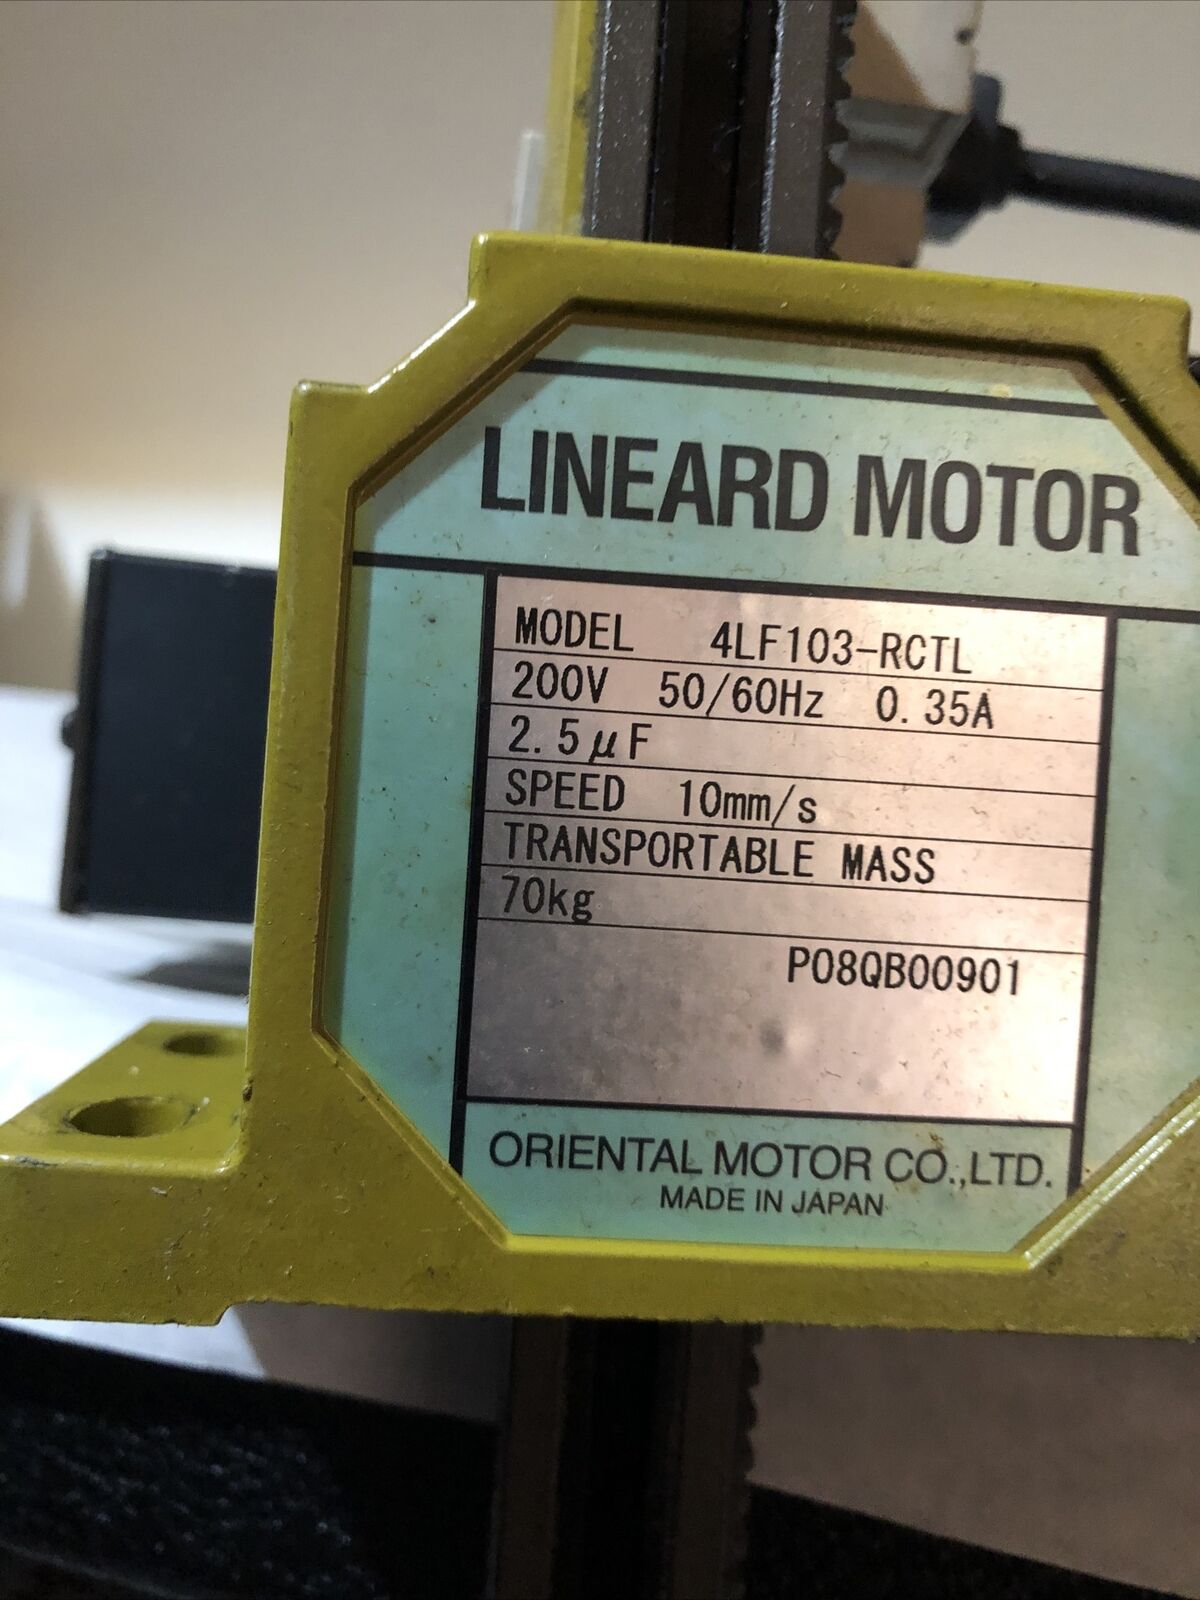 LINEARD MOTOR
MODEL 4LF103-RCTL
200V 50/60Hz 0.35A
2.5μF
SPEED 10mm/s
TRANSPORTABLE MASS
70kg
P08QB00901
ORIENTAL MOTOR CO.,LTD.
MADE IN JAPAN